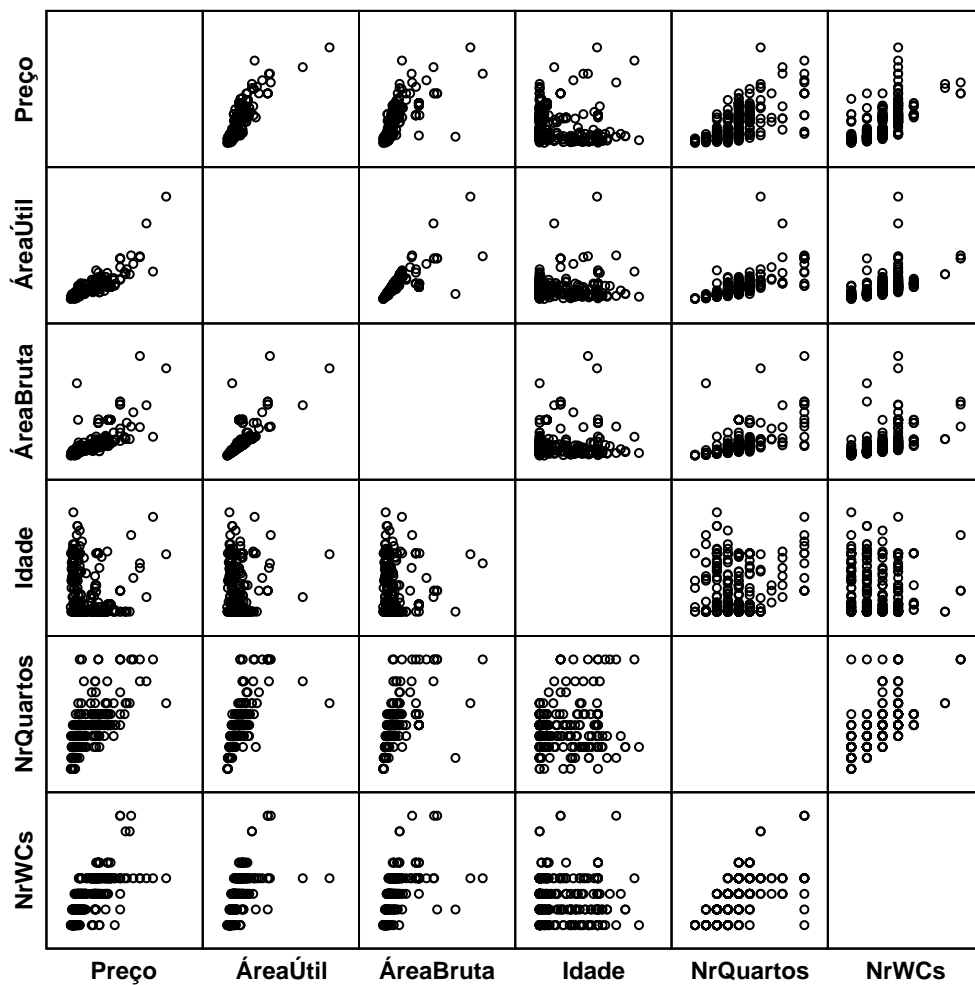 Preço
ÁreaÚtil
ÁreaBruta
Idade
NrQuartos
NrWCs
Preço ÁreaÚtil ÁreaBruta Idade NrQuartos NrWCs